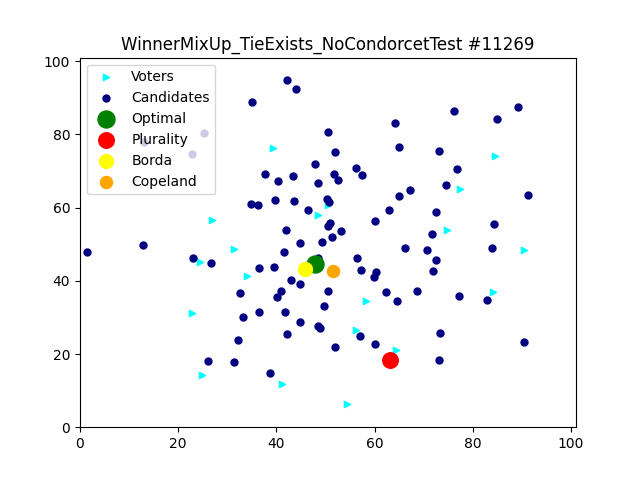 WinnerMixUp_TieExists_NoCondorcetTest #11269
100
80
60
40
20
0
0
20
40
60
80
100
Voters
Candidates
Optimal
Plurality
Borda
Copeland